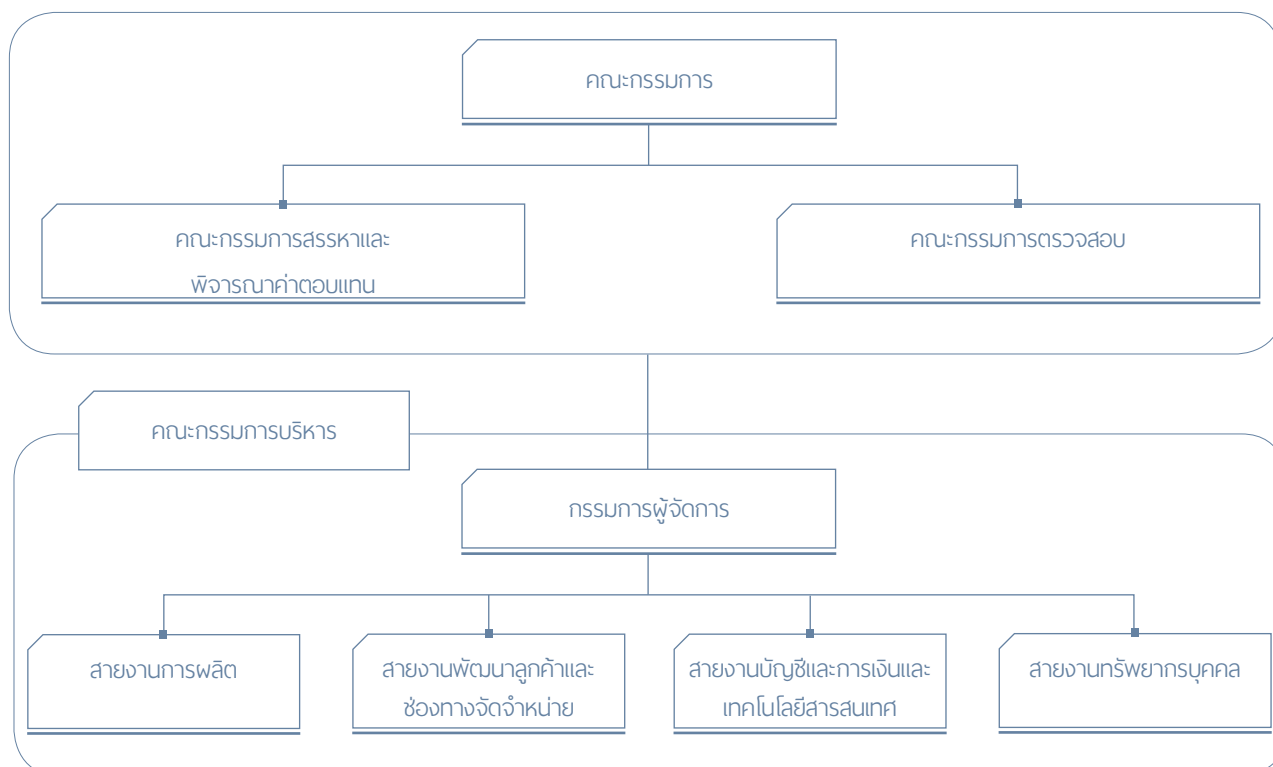 คณะกรรมการ
คณะกรรมการสรรหาและ
พิจารณาค่าตอบแทน
คณะกรรมการตรวจสอบ
คณะกรรมการบริหาร
กรรมการผู้จัดการ
สายงานการผลิต
สายงานพัฒนาลูกค้าและ
ช่องทางจัดจำหน่าย
สายงานบัญชีและการเงินและ
เทคโนโลยีสารสนเทศ
สายงานทรัพยากรบุคคล